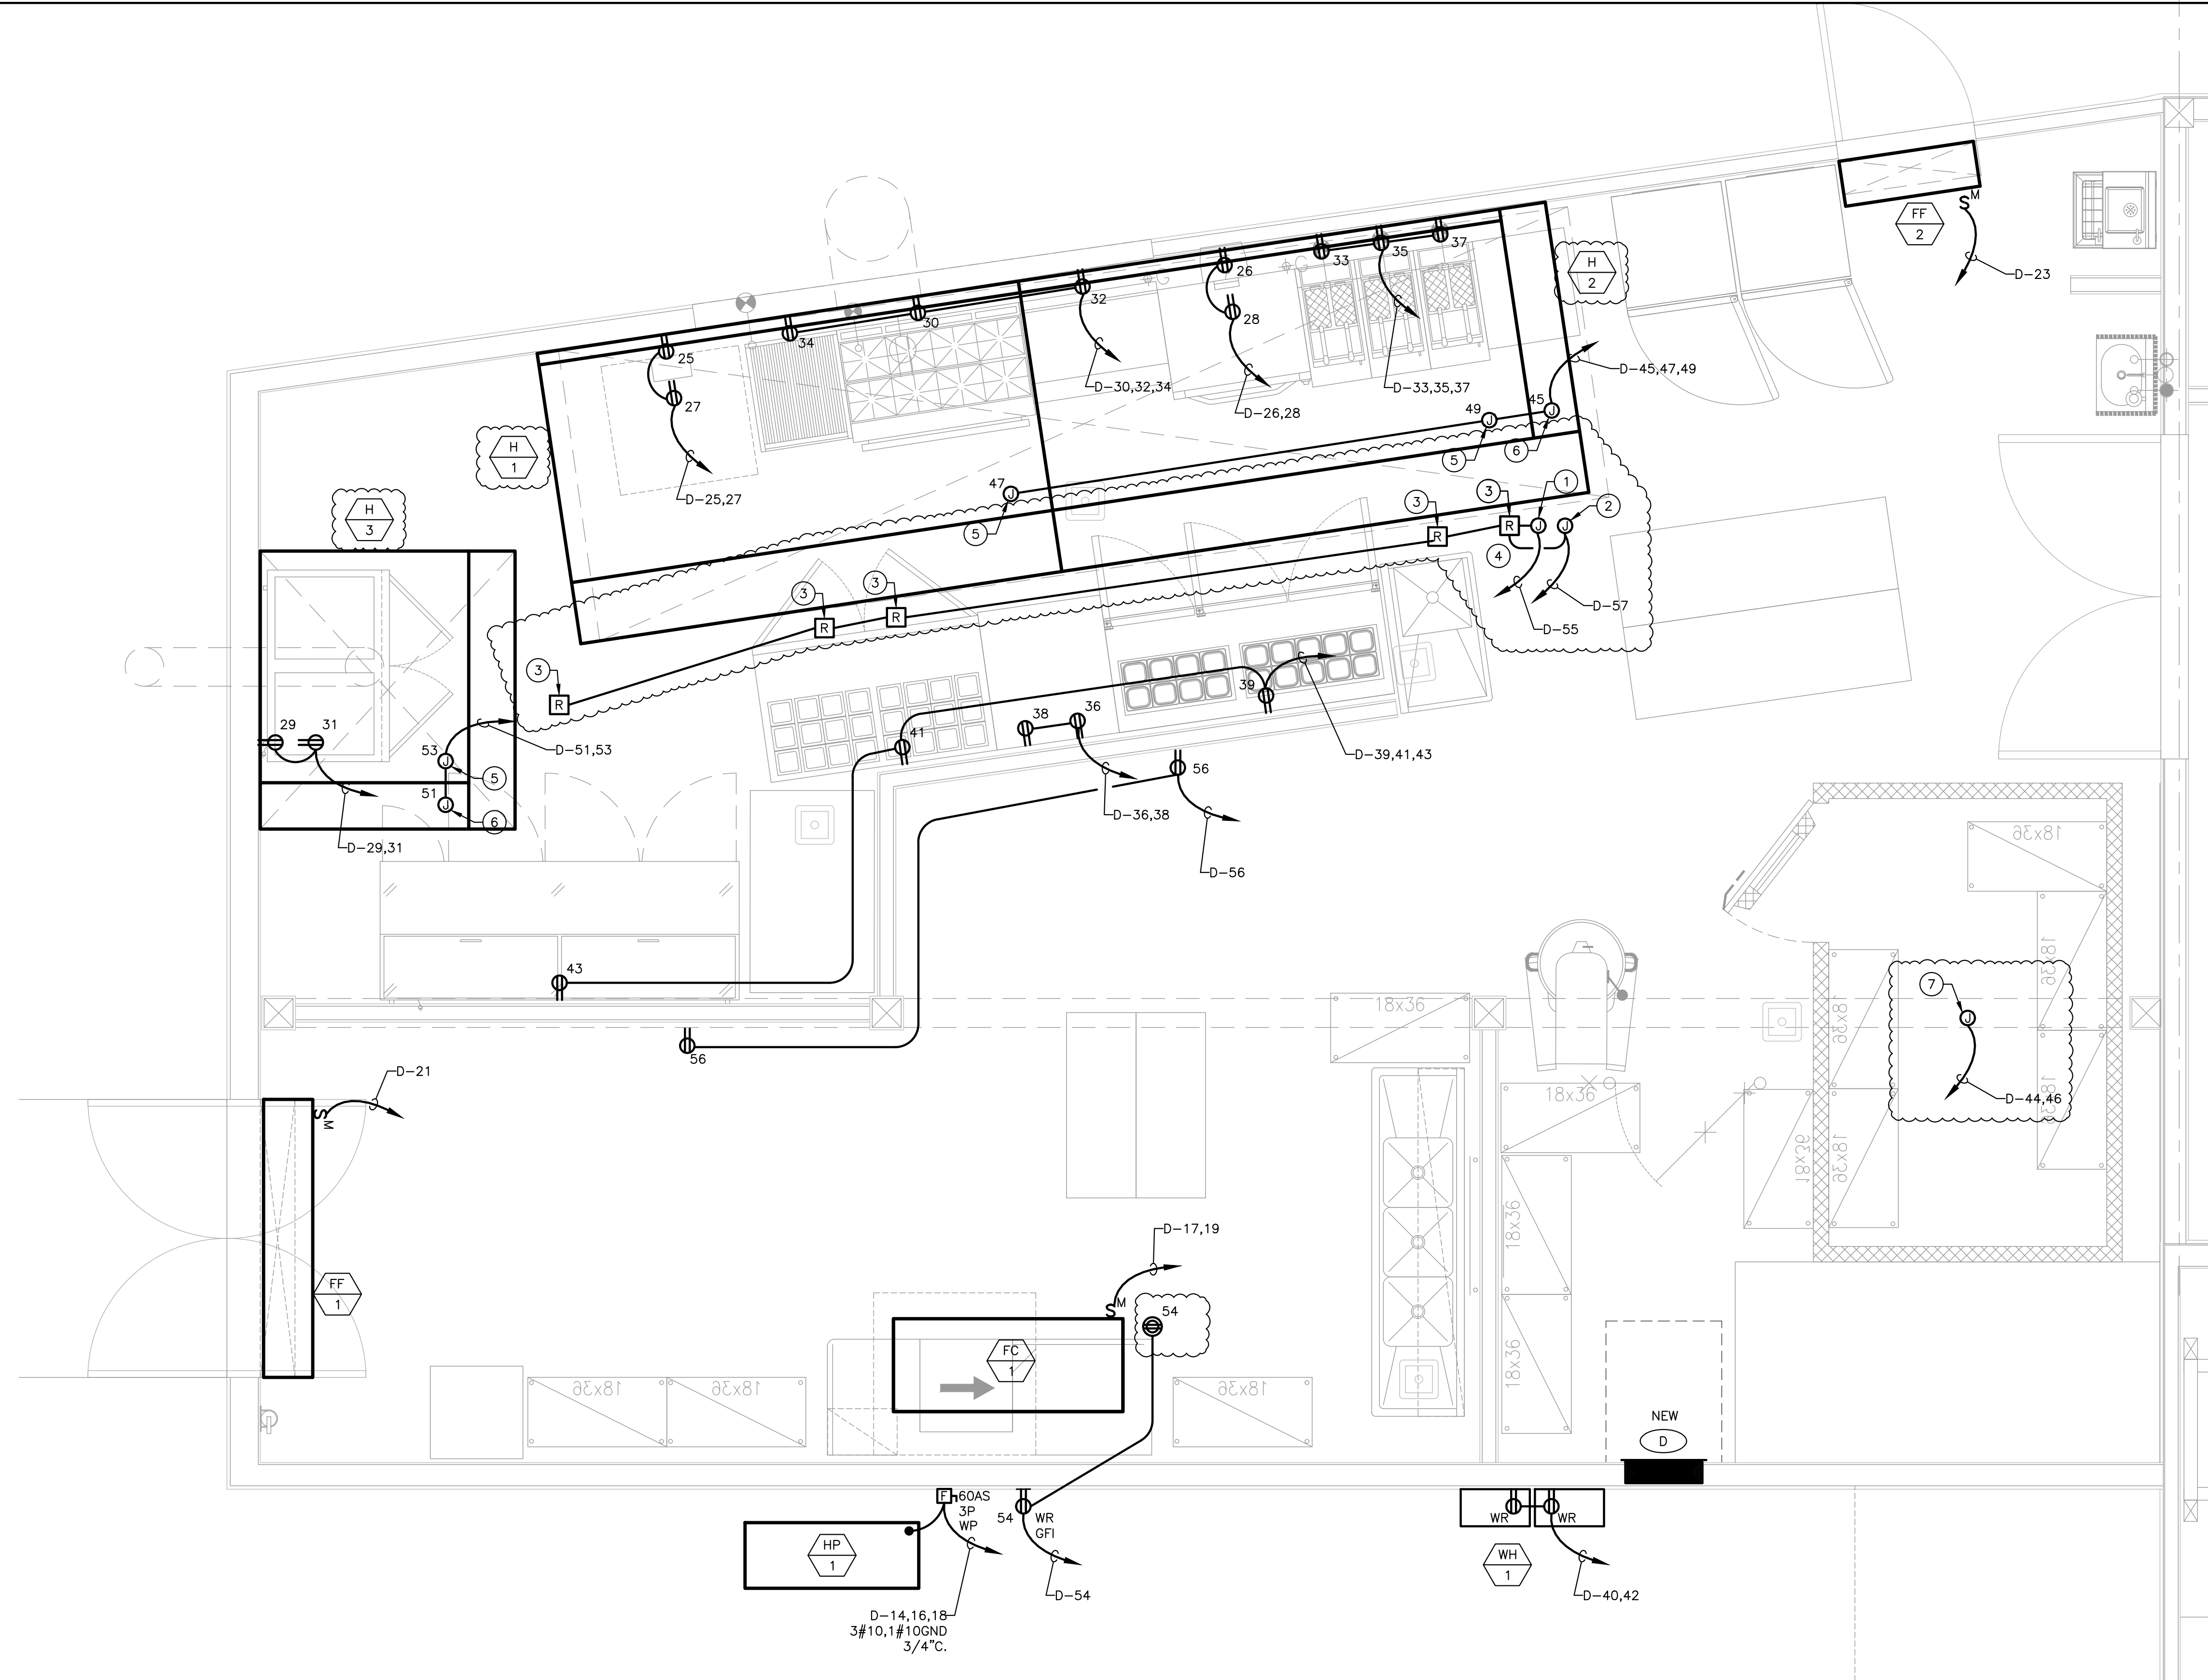 FF
2
M
S
D-23
H
2
37
35
33
26
32
28
30
34
25
27
D-45,47,49
D-30,32,34
D-33,35,37
D-26,28
49
45
5
6
H
1
47
5
D-25,27
H
3
3
3
1
2
R
R
J
J
4
3
3
R
R
D-57
D-55
3
R
29
31
53
51
J
J
5
6
D-51,53
D-29,31
41
38
36
39
56
D-39,41,43
D-36,38
D-56
43
56
18x36
18x36
18x36
18x36
18x36
7
J
D-44,46
18x36
18x36
18x36
18x36
18x36
18x36
18x36
D-21
S
M
FF
1
D-17,19
M
S
54
FC
1
18x36
18x36
18x36
NEW
D
F
60AS
3P
WP
54
WR
GFI
HP
1
WR
WR
WH
1
D-54
D-40,42
D-14,16,18
3#10,1#10GND
3/4"C.